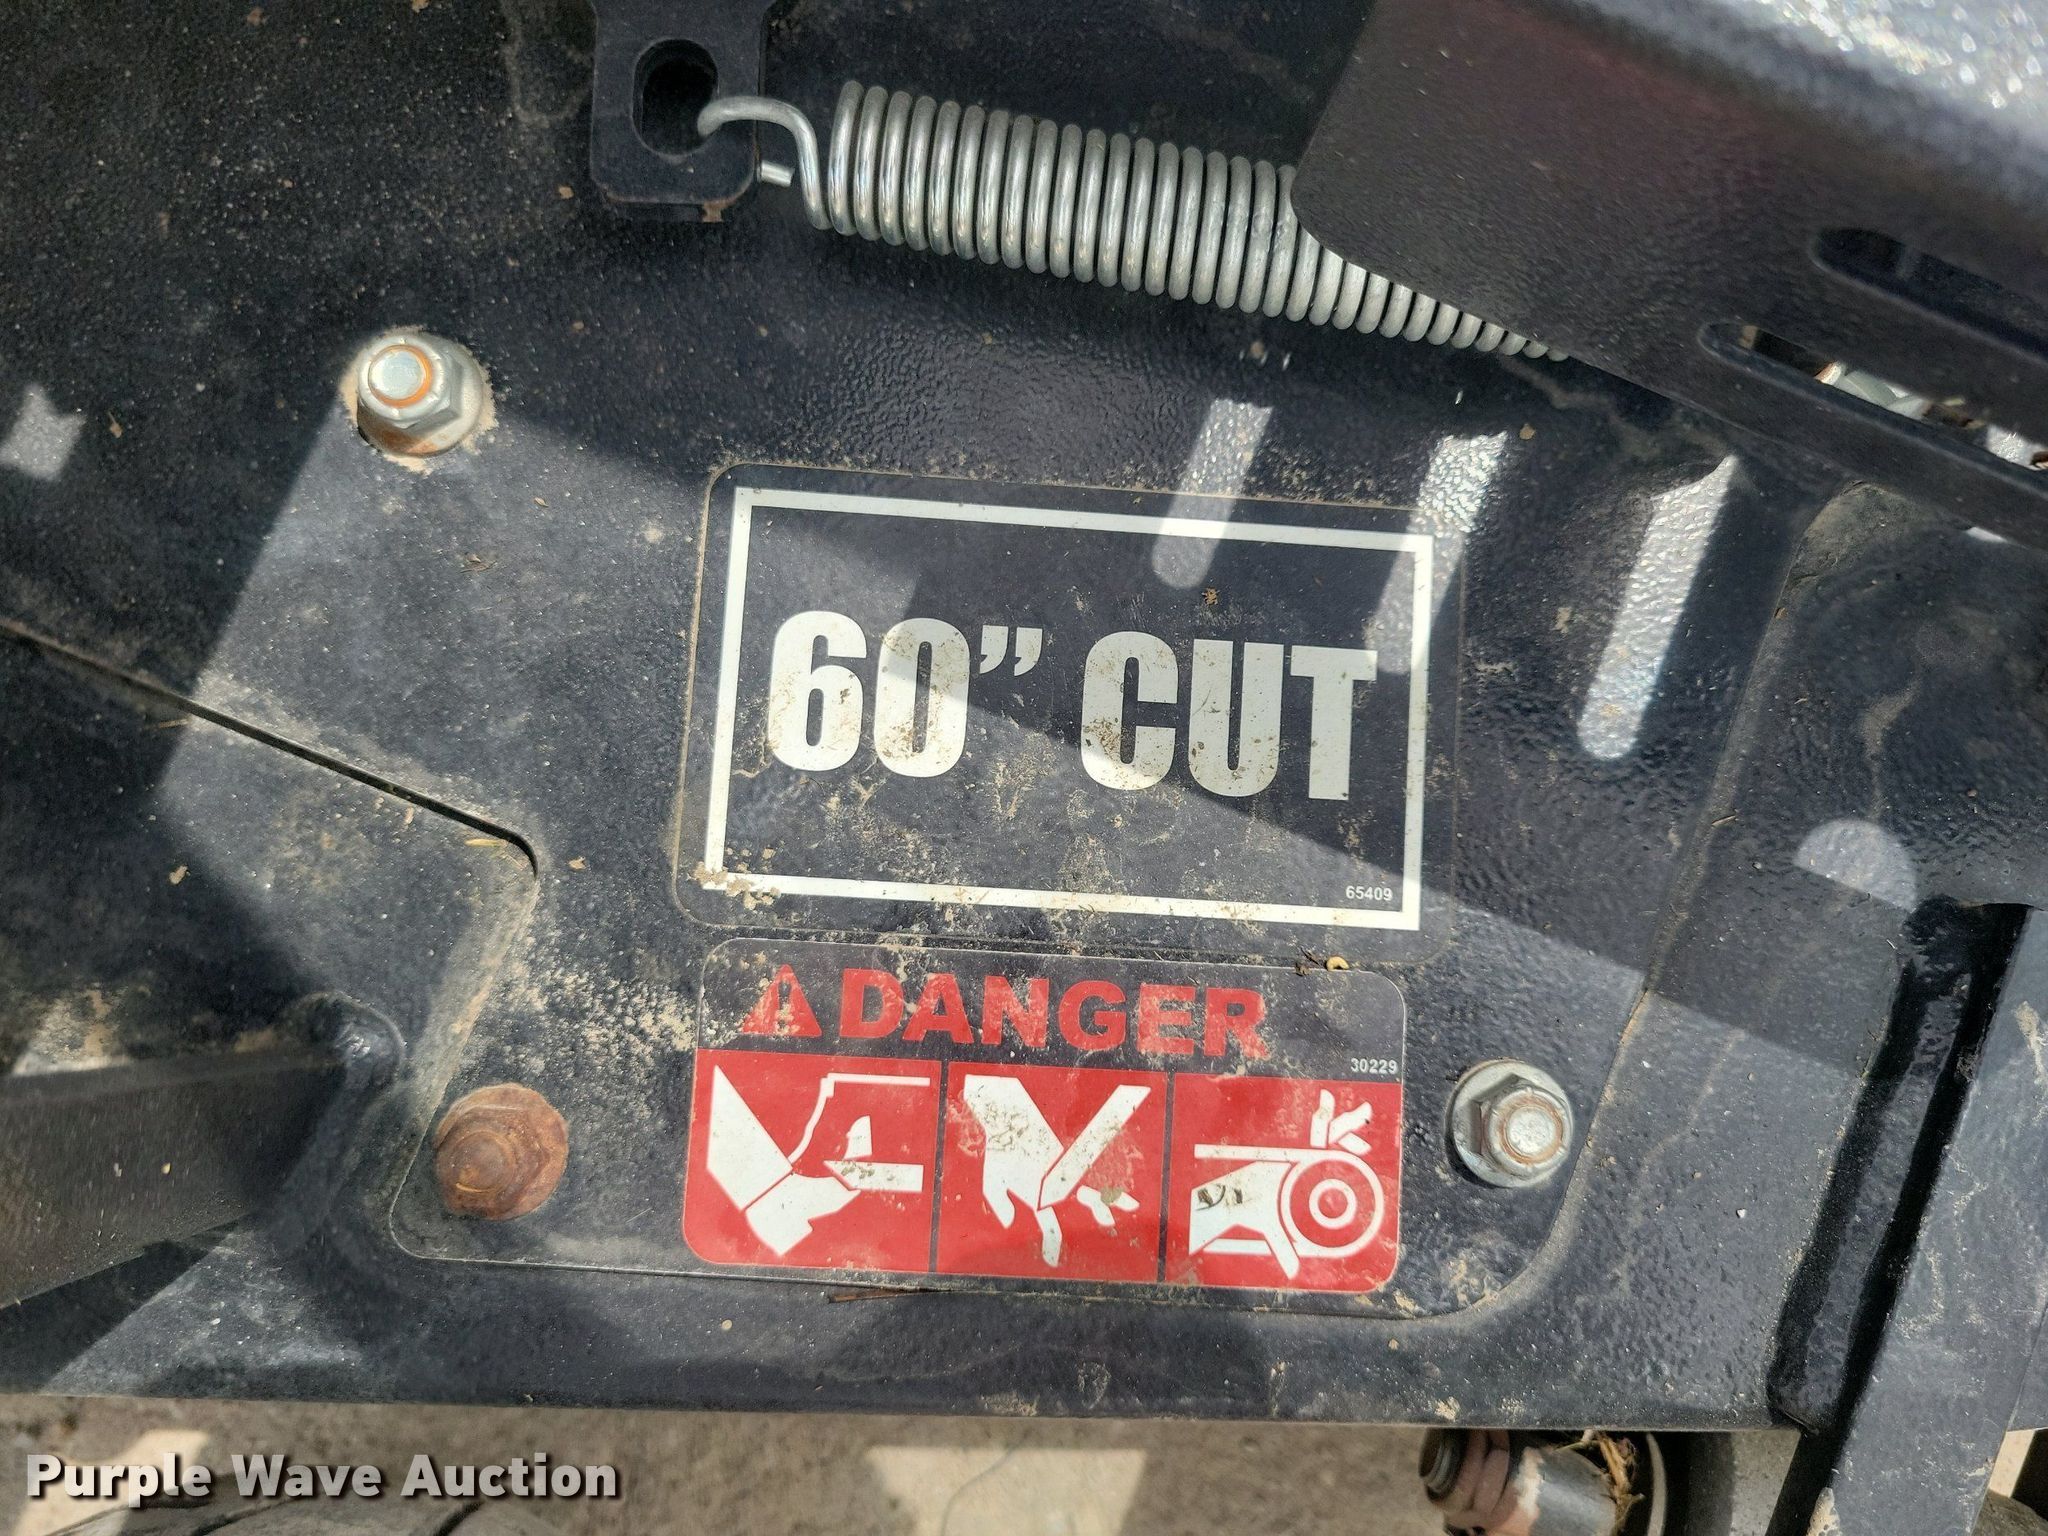 60” CUT
65409
DANGER
30229
Purple Wave Auction